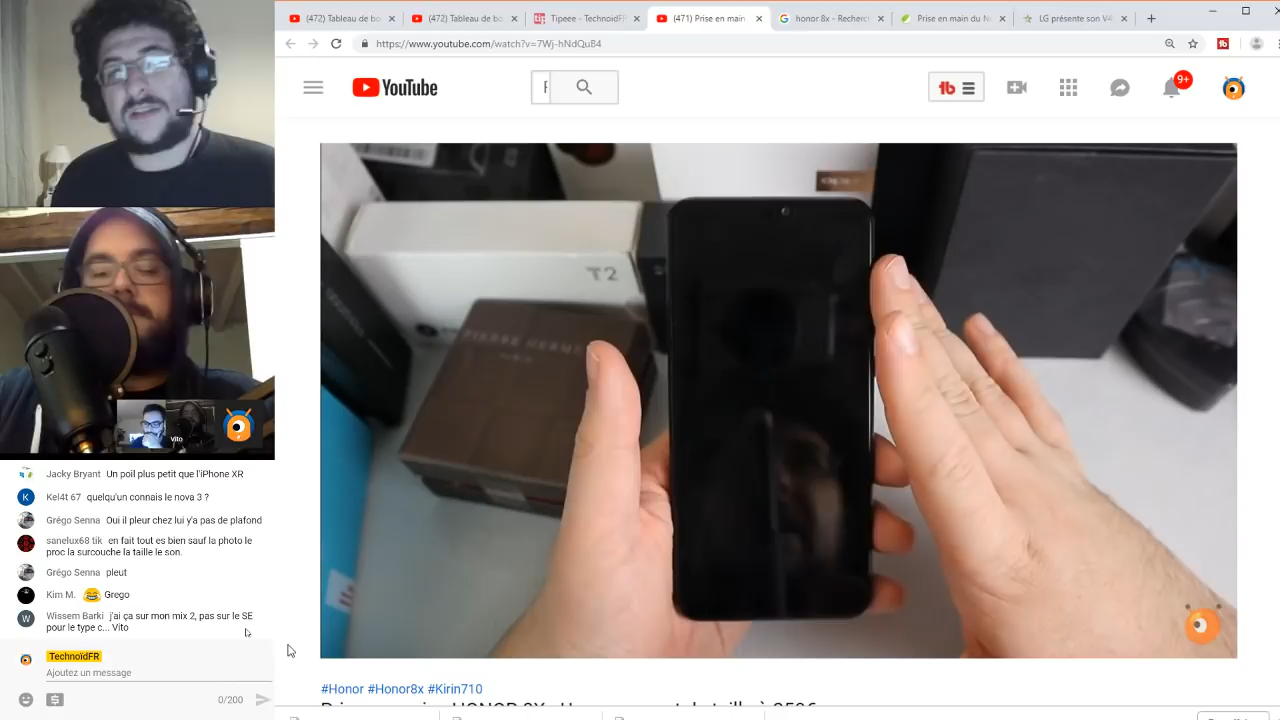 (472) Tableau de bo
(472) Tableau de bo
Tipeee - TechnoïdFR
(471) Prise en main
honor 8x - Recherc
Prise en main du N
LG présente son V4
https://www.youtube.com/watch?v=7Wj-hNdQuB4
YouTube
9+
T2
PIERRE HERMÉ
Vito
Jacky Bryant Un poil plus petit que l'iPhone XR
Kel4t 67 quelqu'un connais le nova 3 ?
Grégo Senna Oui il pleur chez lui y'a pas de plafond
sanelux68 tik en fait tout es bien sauf la photo le
proc la surcouche la taille le son.
Grégo Senna pleut
Kim M. 😂 Grego
Wissem Barki j'ai ça sur mon mix 2, pas sur le SE
pour le type c... Vito
TechnoïdFR
Ajoutez un message
0/200
#Honor #Honor8x #Kirin710